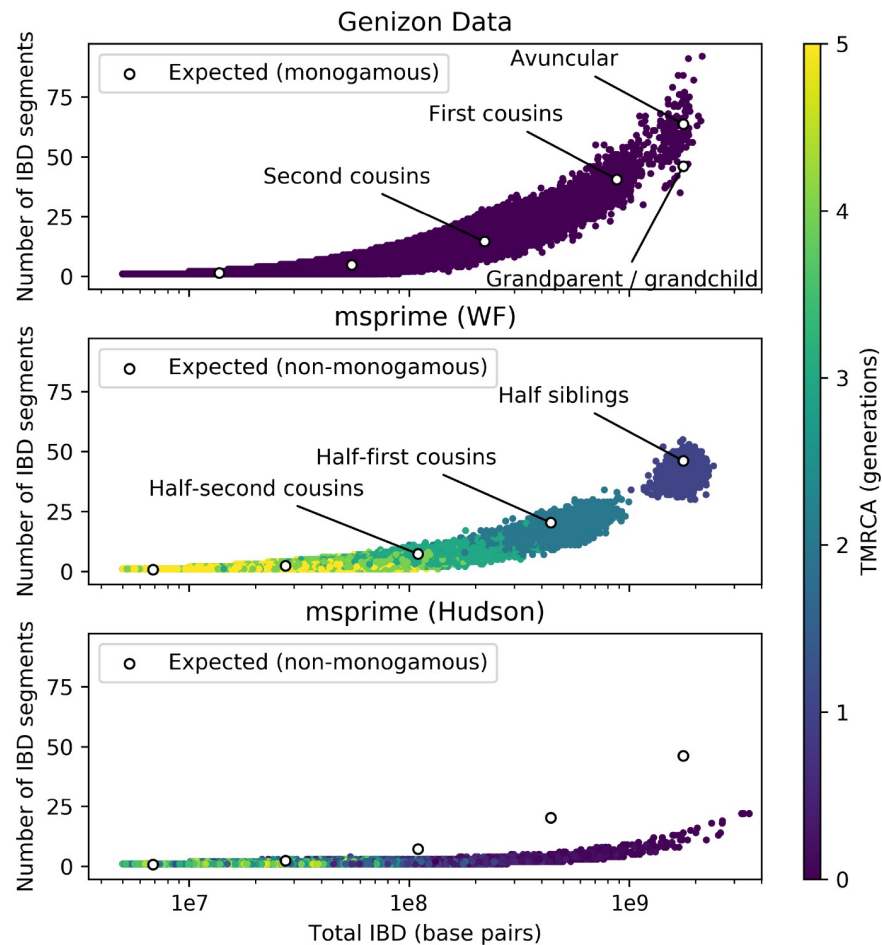 Genizon Data
Expected (monogamous)
Avuncular
First cousins
Second cousins
Grandparent / grandchild
Number of IBD segments
75
50
25
0
msprime (WF)
Expected (non-monogamous)
Half siblings
Half-first cousins
Half-second cousins
Number of IBD segments
75
50
25
0
msprime (Hudson)
Expected (non-monogamous)
Number of IBD segments
75
50
25
0
1e7
1e8
1e9
Total IBD (base pairs)
5
4
3
2
1
0
TMRCA (generations)